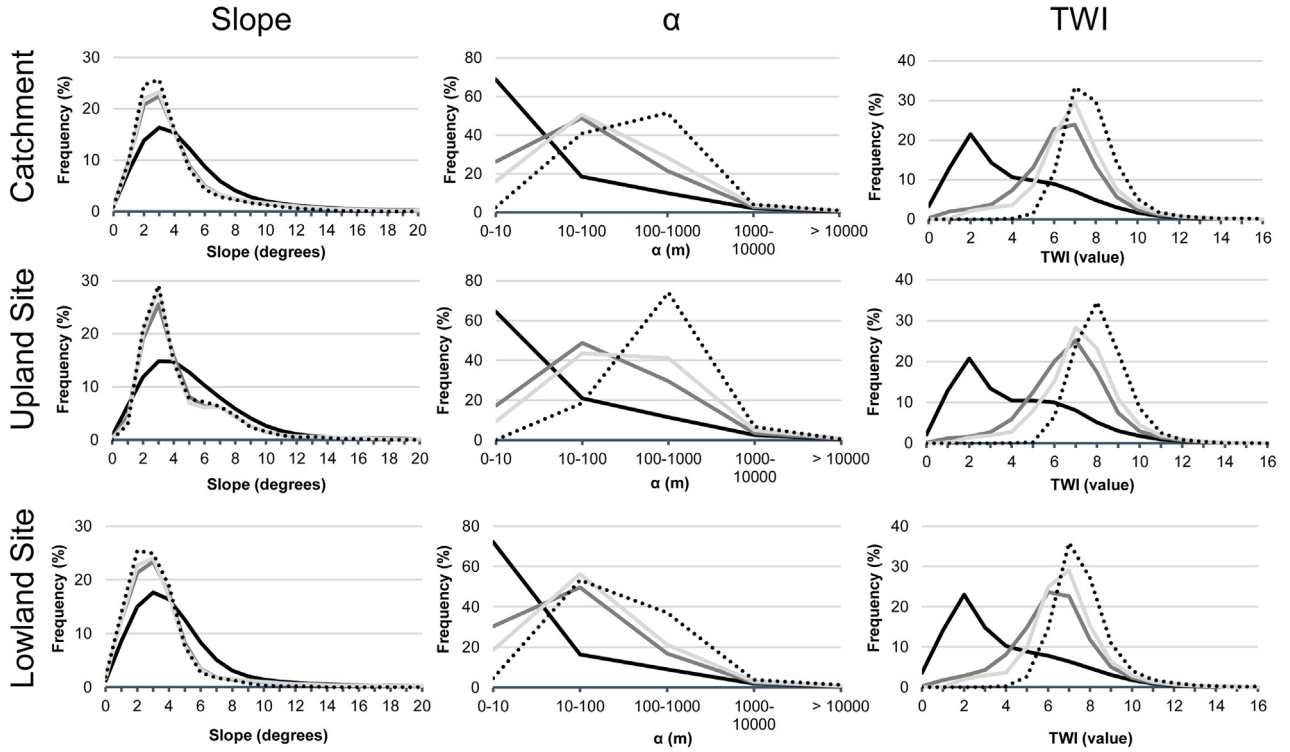 Slope α TWI
Catchment
Frequency (%)
30
20
10
0
0 2 4 6 8 10 12 14 16 18 20
Slope (degrees)
Frequency (%)
80
60
40
20
0
0-10 10-100 100-1000 1000-10000 > 10000
α (m)
Frequency (%)
40
30
20
10
0
0 2 4 6 8 10 12 14 16
TWI (value)
Upland Site
Frequency (%)
30
20
10
0
0 2 4 6 8 10 12 14 16 18 20
Slope (degrees)
Frequency (%)
80
60
40
20
0
0-10 10-100 100-1000 1000-10000 > 10000
α (m)
Frequency (%)
40
30
20
10
0
0 2 4 6 8 10 12 14 16
TWI (value)
Lowland Site
Frequency (%)
30
20
10
0
0 2 4 6 8 10 12 14 16 18 20
Slope (degrees)
Frequency (%)
80
60
40
20
0
0-10 10-100 100-1000 1000-10000 > 10000
α (m)
Frequency (%)
40
30
20
10
0
0 2 4 6 8 10 12 14 16
TWI (value)